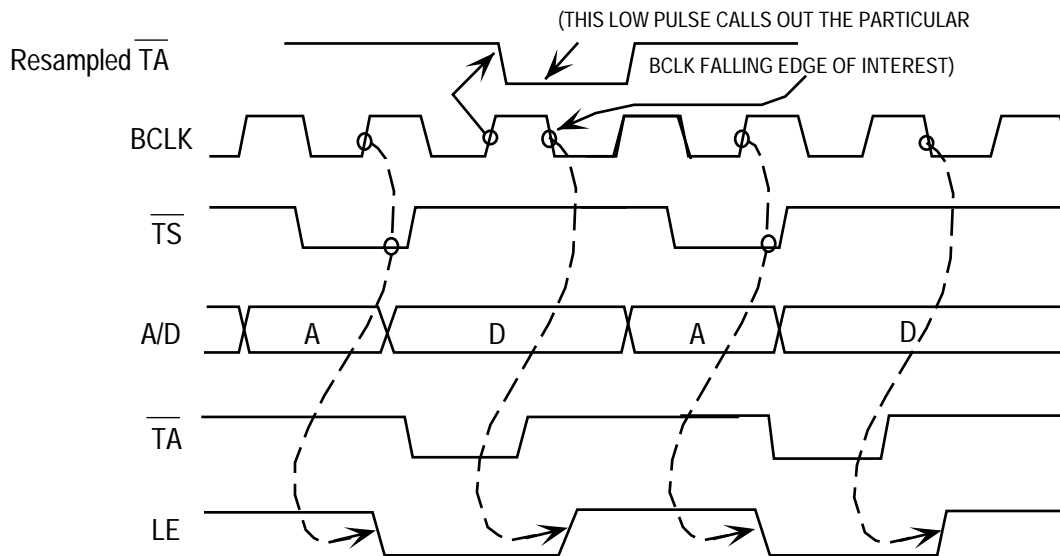 (THIS LOW PULSE CALLS OUT THE PARTICULAR
Resampled TA
BCLK FALLING EDGE OF INTEREST)
BCLK
TS
A/D
A
D
A
D
TA
LE